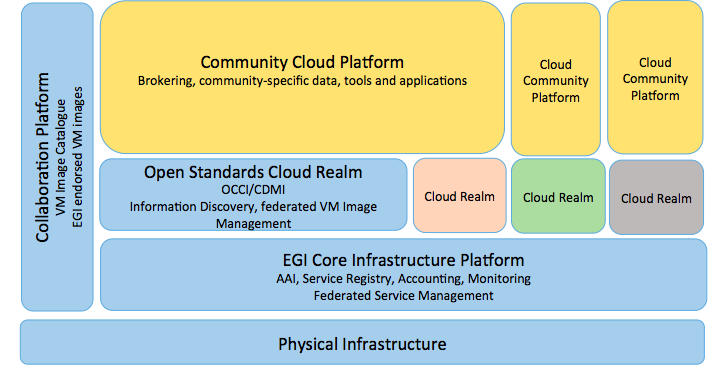 Collaboration Platform
VM Image Catalogue
EGI endorsed VM images
Community Cloud Platform
Brokering, community-specific data, tools and applications
Cloud
Community
Platform
Cloud
Community
Platform
Open Standards Cloud Realm
OCCI/CDMI
Information Discovery, federated VM Image
Management
Cloud Realm
Cloud Realm
Cloud Realm
EGI Core Infrastructure Platform
AAI, Service Registry, Accounting, Monitoring
Federated Service Management
Physical Infrastructure